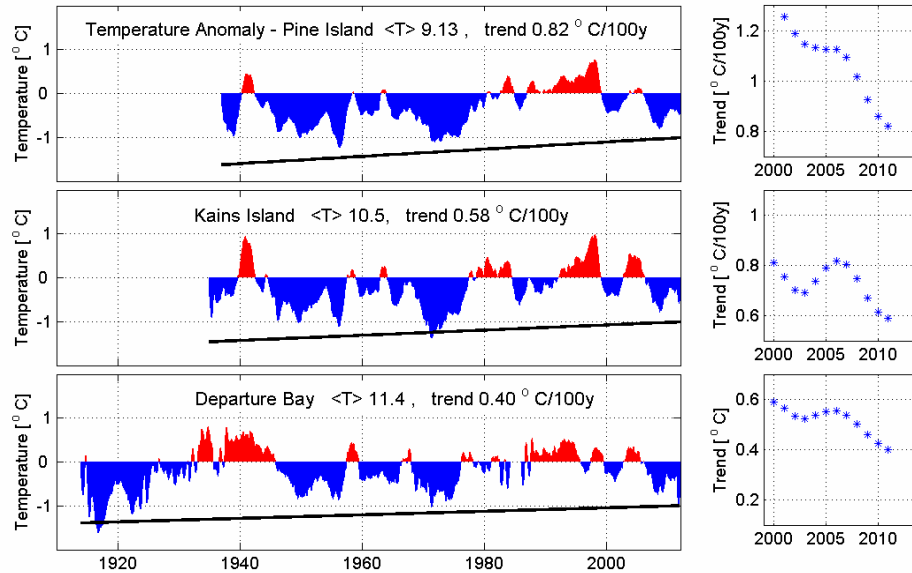 Temperature Anomaly - Pine Island <T> 9.13 , trend 0.82 ° C/100y
Temperature [° C]
1
0
-1
Trend [° C/100y]
1.2
1
0.8
2000 2005 2010
Kains Island <T> 10.5, trend 0.58 ° C/100y
Temperature [° C]
1
0
-1
Trend [° C/100y]
1
0.8
0.6
2000 2005 2010
Departure Bay <T> 11.4 , trend 0.40 ° C/100y
Temperature [° C]
1
0
-1
1920 1940 1960 1980 2000
Trend [° C]
0.6
0.4
0.2
2000 2005 2010